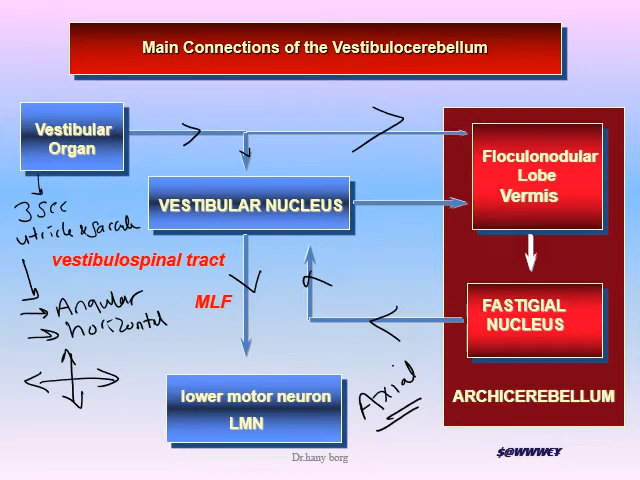 Main Connections of the Vestibulocerebellum
Vestibular
Organ
Floculonodular
Lobe
Vermis
VESTIBULAR NUCLEUS
3 SCC
utricle & saccule
vestibulospinal tract
MLF
Angular
horizontal
FASTIGIAL
NUCLEUS
lower motor neuron
LMN
Axial
ARCHICEREBELLUM
Dr.hany borg
$@WWW€¥